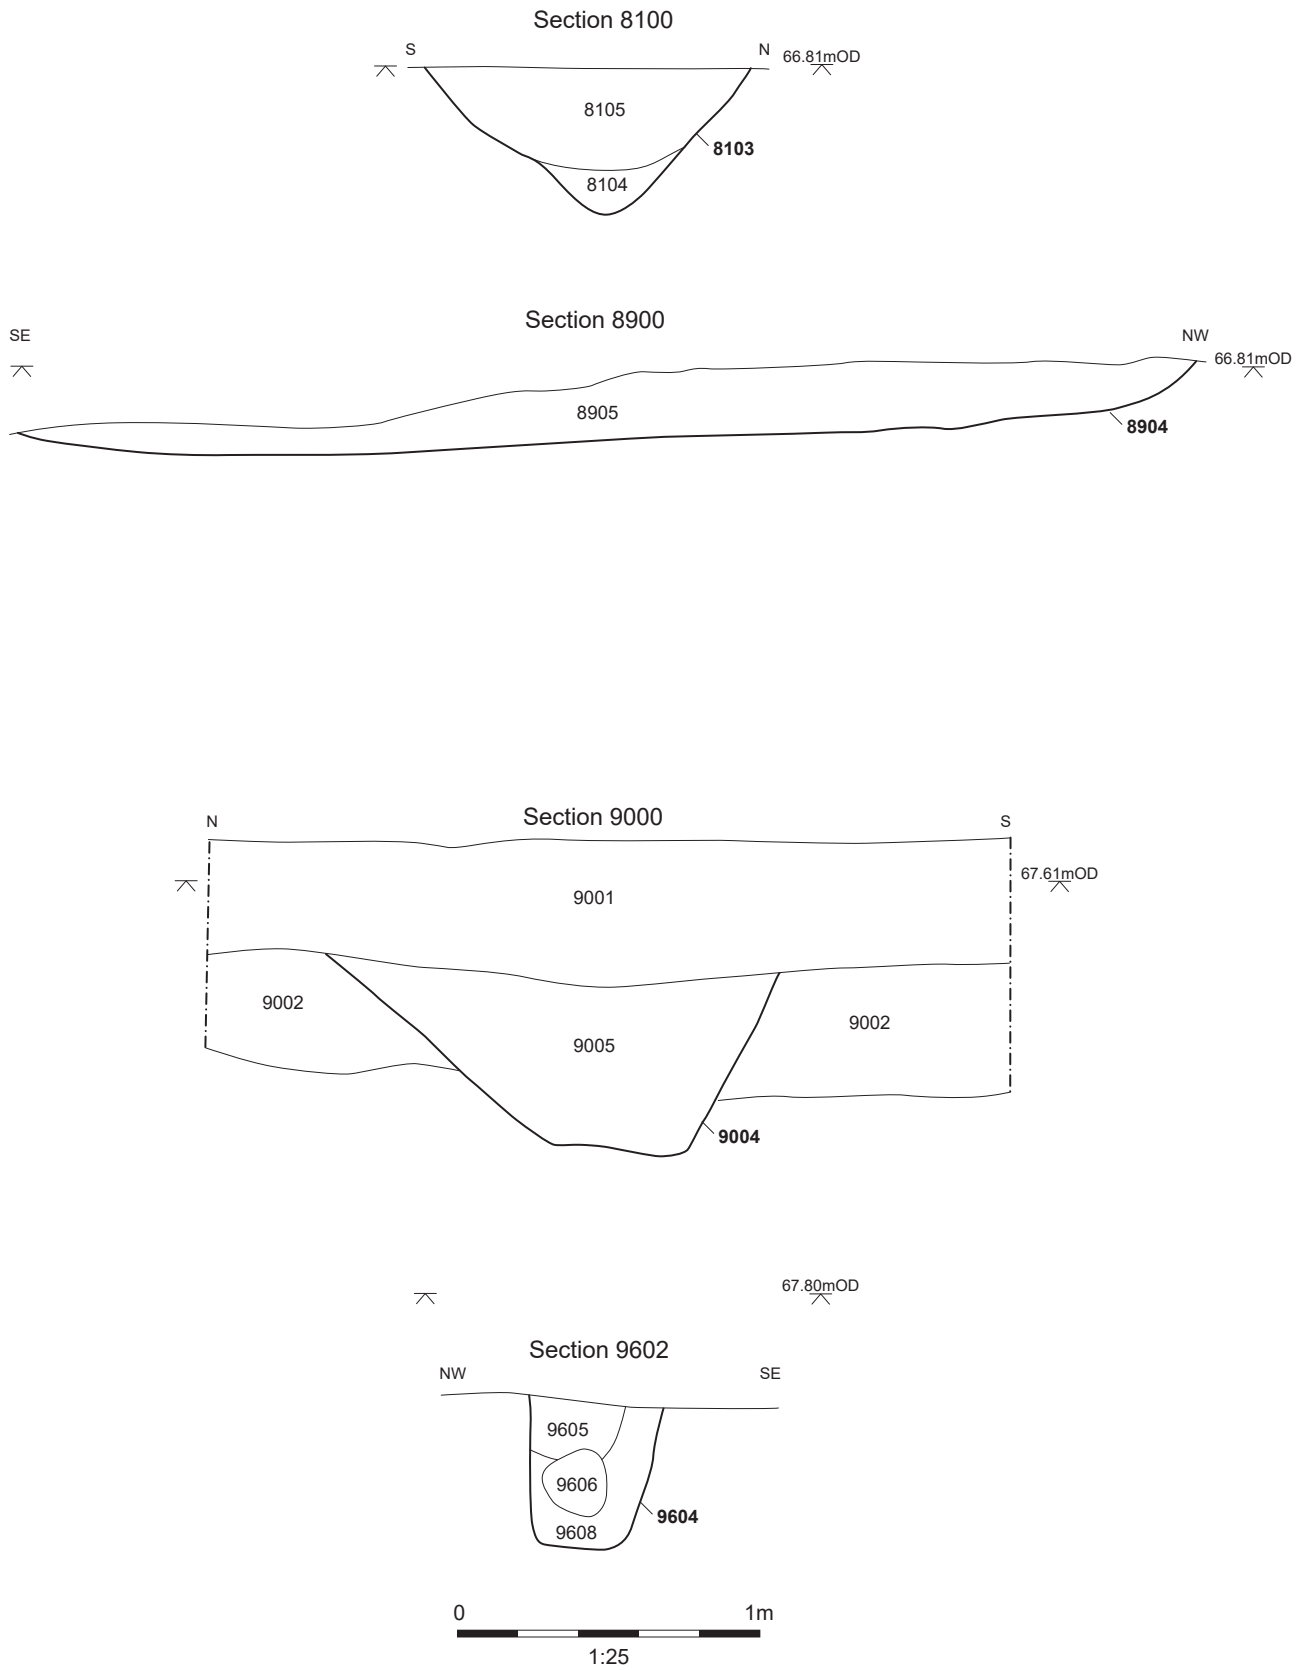 Section 8100
S N 66.81mOD
8105
8103
8104
Section 8900
SE NW
66.81mOD
8905
8904
Section 9000
N S
67.61mOD
9001
9002
9002
9005
9004
67.80mOD
Section 9602
NW SE
9605
9606
9604
9608
0 1m
1:25